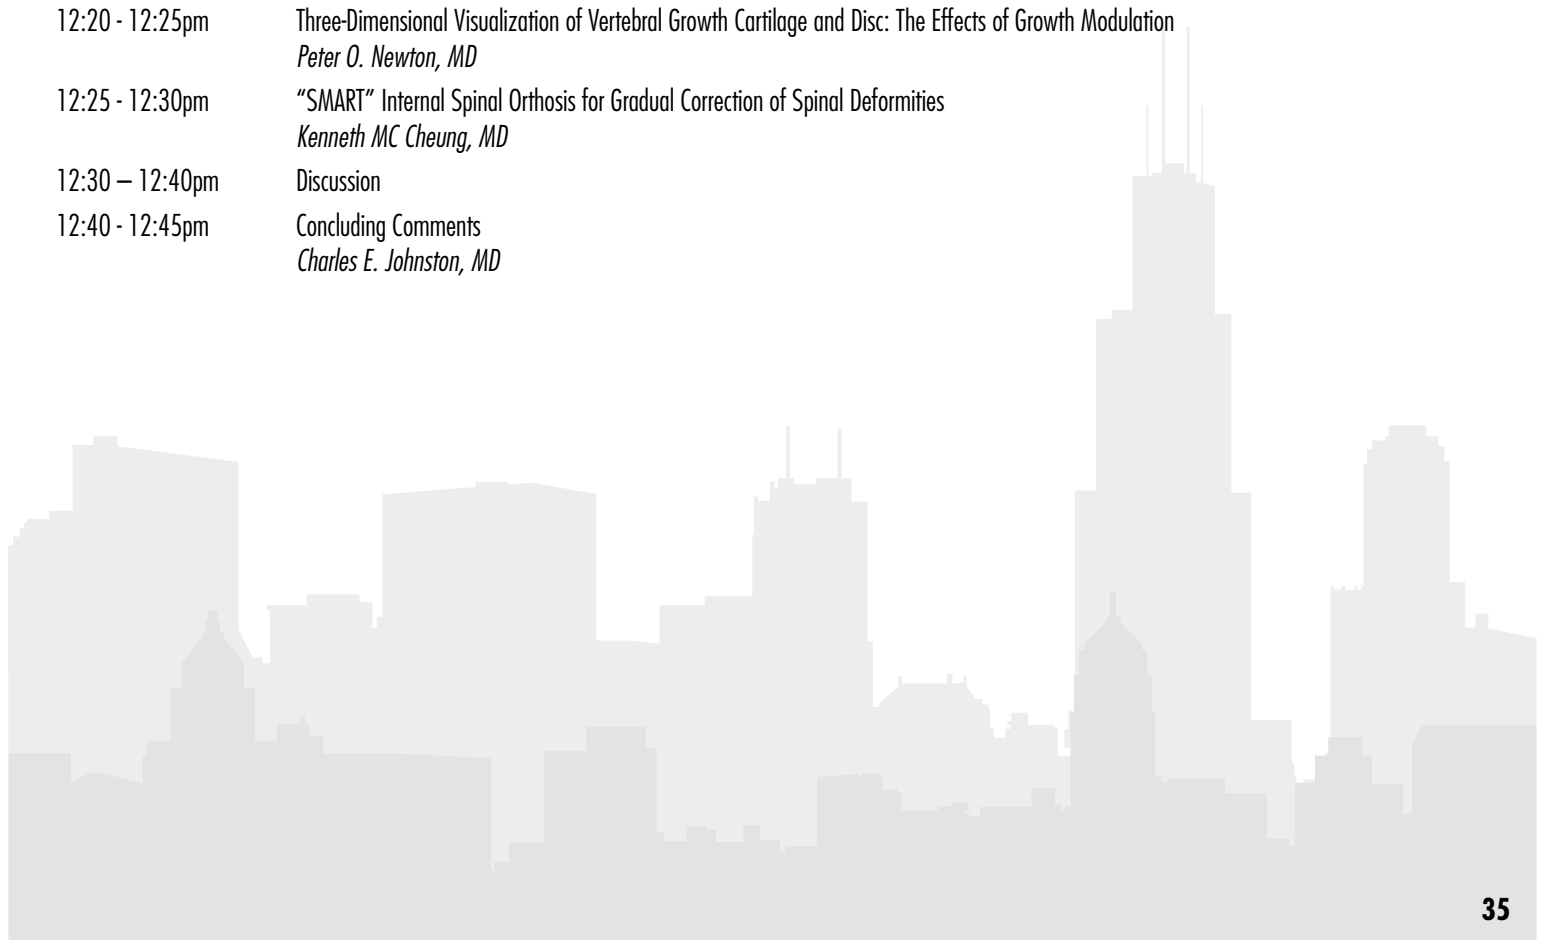 12:20 - 12:25pm Three-Dimensional Visualization of Vertebral Growth Cartilage and Disc: The Effects of Growth Modulation
Peter O. Newton, MD
12:25 - 12:30pm “SMART” Internal Spinal Orthosis for Gradual Correction of Spinal Deformities
Kenneth MC Cheung, MD
12:30 – 12:40pm Discussion
12:40 - 12:45pm Concluding Comments
Charles E. Johnston, MD
35